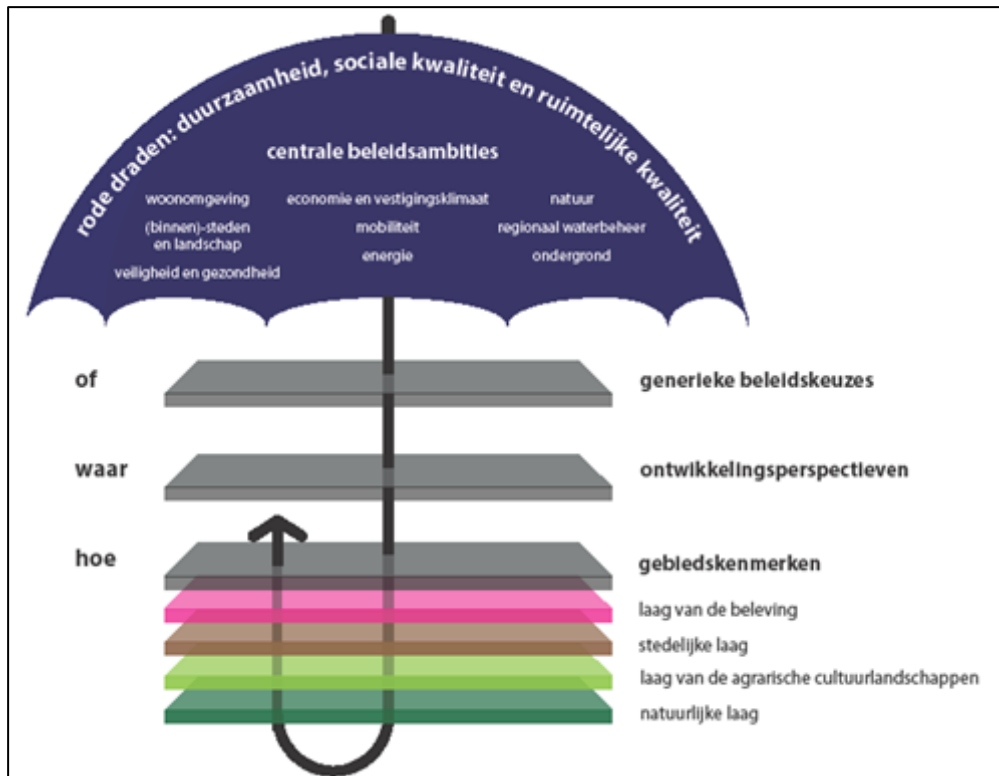 rode draden: duurzaamheid, sociale kwaliteit en ruimtelijke kwaliteit
centrale beleidsambities
woonomgeving
(binnen)-steden
en landschap
veiligheid en gezondheid
economie en vestigingsklimaat
mobiliteit
energie
natuur
regionaal waterbeheer
ondergrond
of
generieke beleidskeuzes
waar
ontwikkelingsperspectieven
hoe
gebiedskenmerken
laag van de beleving
stedelijke laag
laag van de agrarische cultuurlandschappen
natuurlijke laag